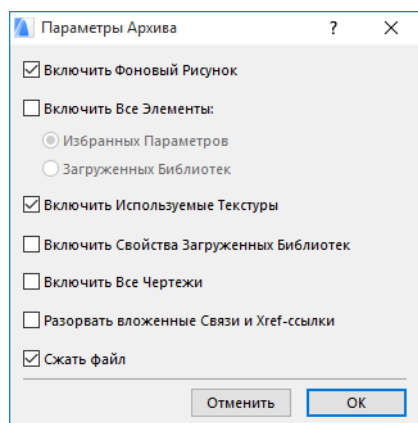 Параметры Архива ?
Включить Фоновый Рисунок
Включить Все Элементы:
Избранных Параметров
Загруженных Библиотек
Включить Используемые Текстуры
Включить Свойства Загруженных Библиотек
Включить Все Чертежи
Разорвать вложенные Связи и Xref-ссылки
Сжать файл
Отменить OK